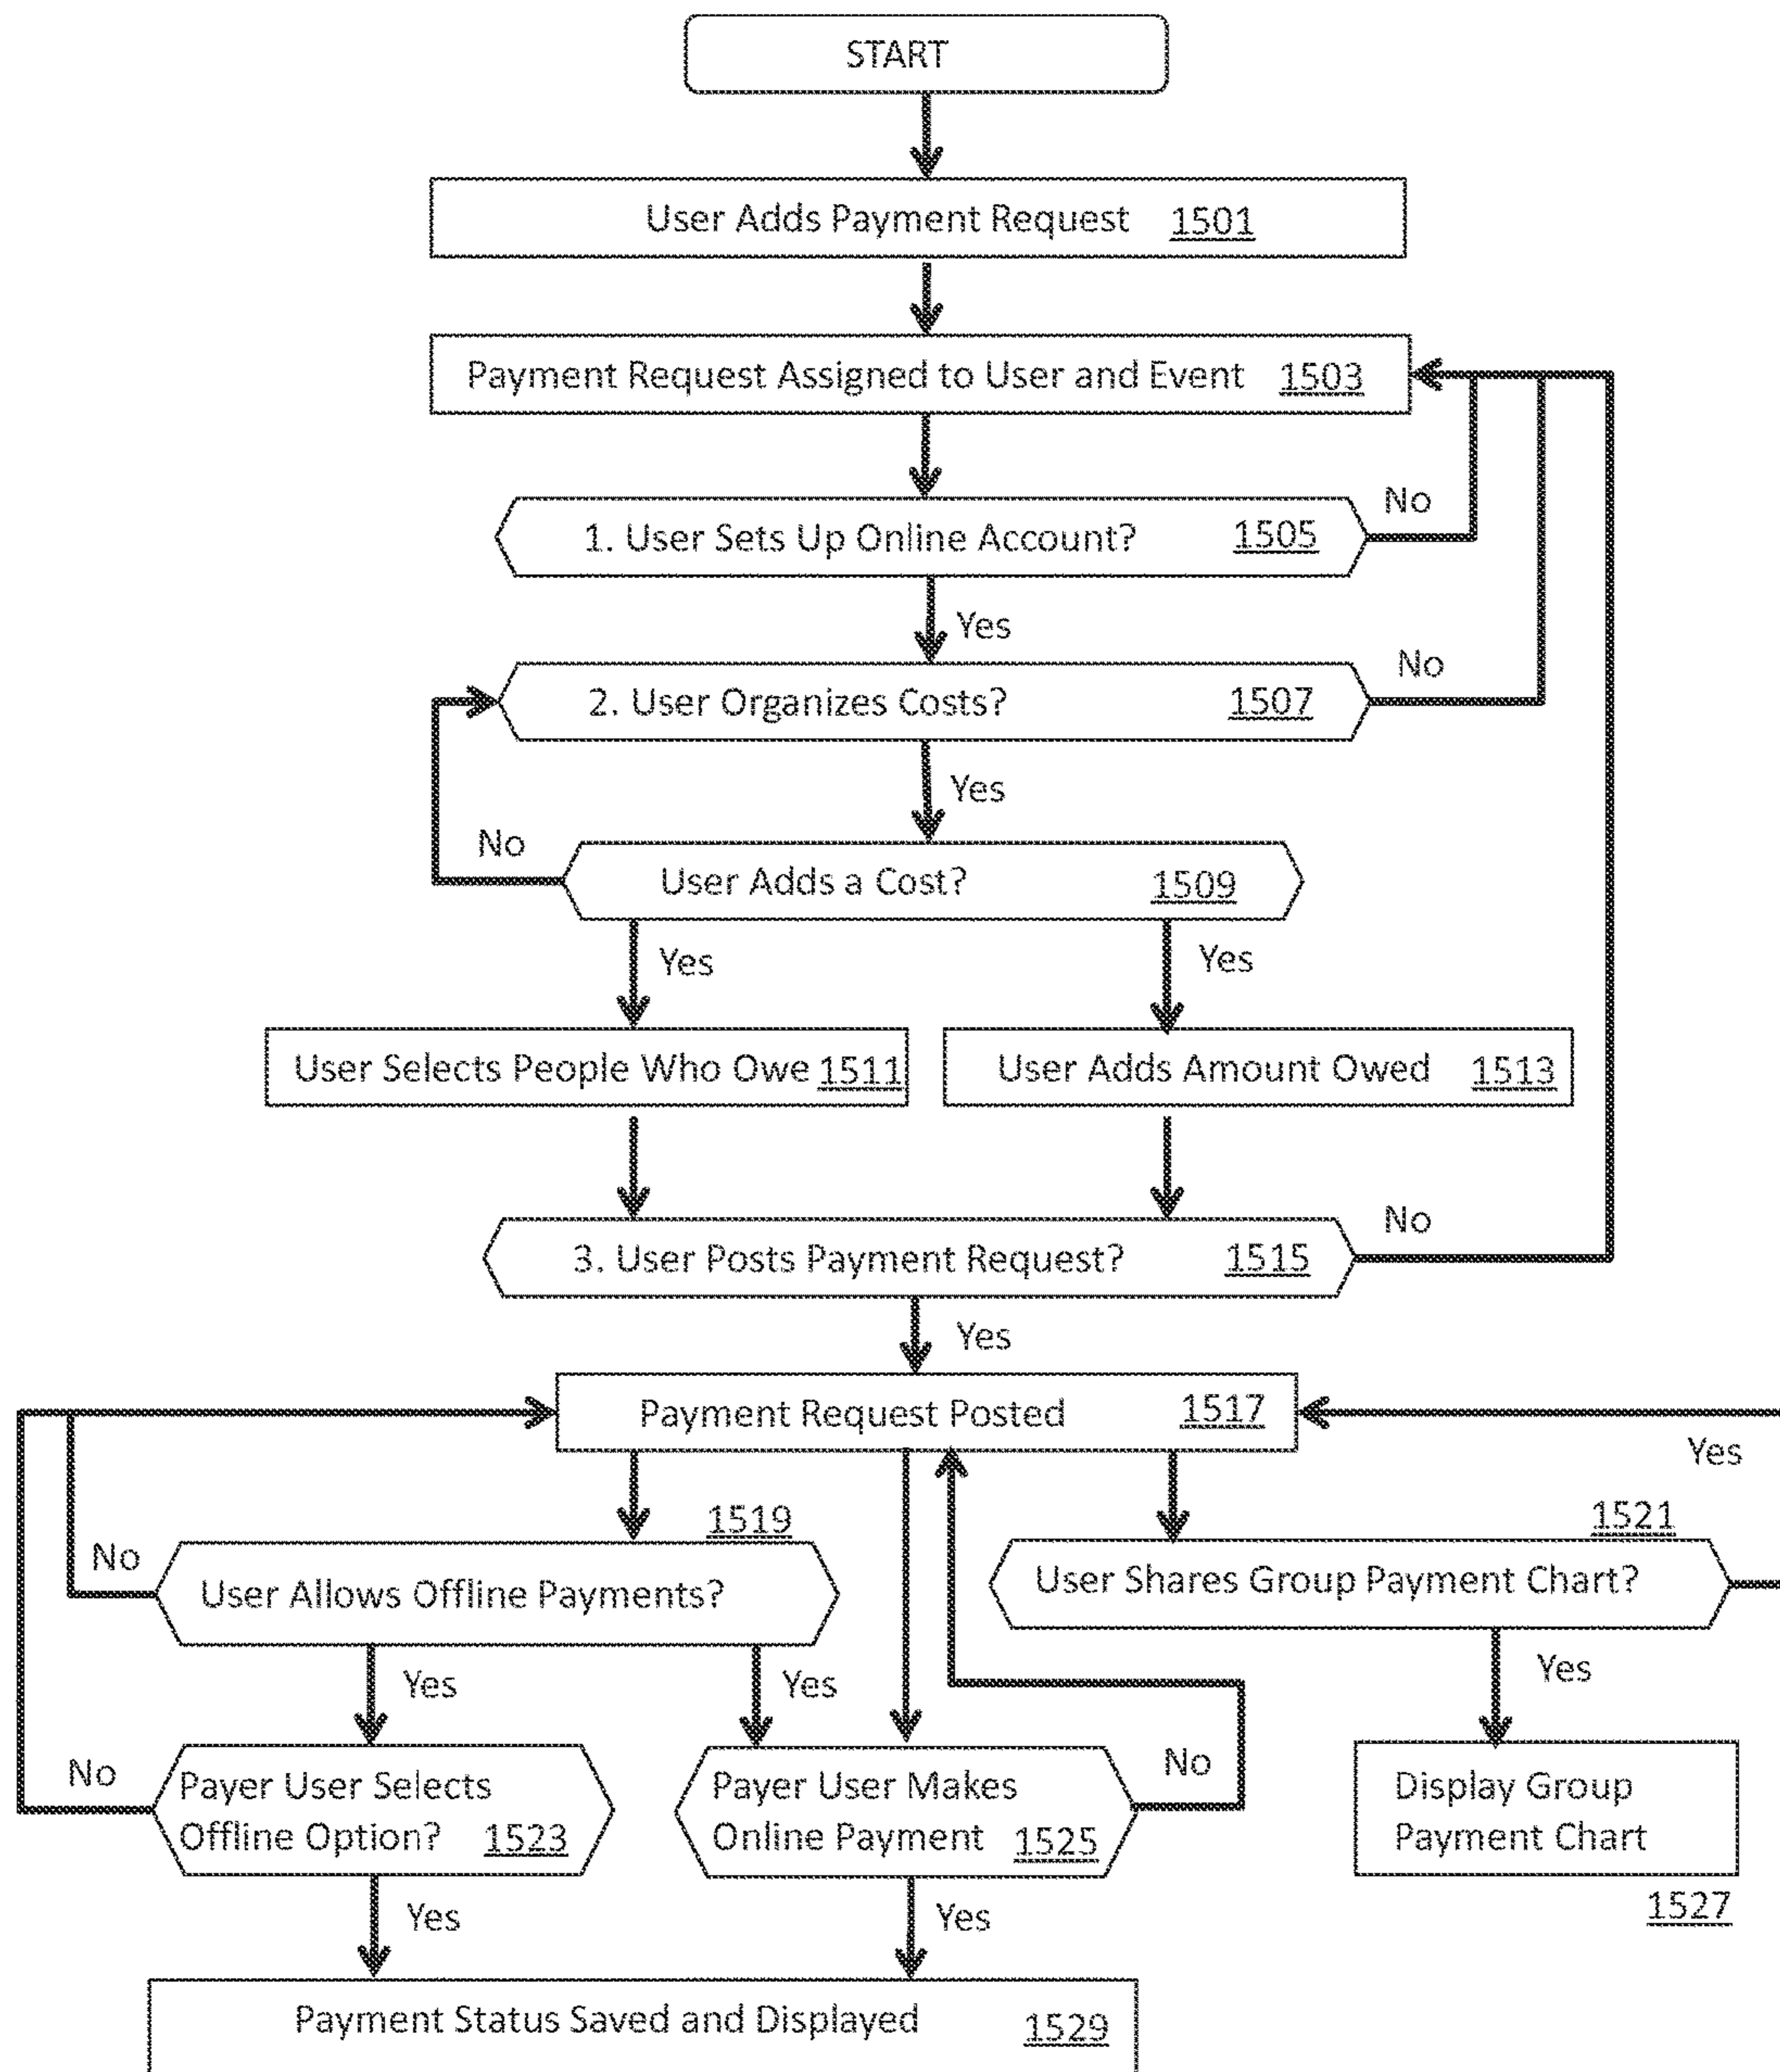 START
User Adds Payment Request 1501
Payment Request Assigned to User and Event 1503
No
1. User Sets Up Online Account? 1505
Yes
No
2. User Organizes Costs? 1507
Yes
No
User Adds a Cost? 1509
Yes Yes
User Selects People Who Owe 1511 User Adds Amount Owed 1513
No
3. User Posts Payment Request? 1515
Yes
Payment Request Posted 1517
Yes
1519 1521
No
User Allows Offline Payments? User Shares Group Payment Chart?
Yes Yes Yes
No No
Payer User Selects
Offline Option? 1523
Payer User Makes
Online Payment 1525
Display Group
Payment Chart
1527
Yes Yes
Payment Status Saved and Displayed 1529